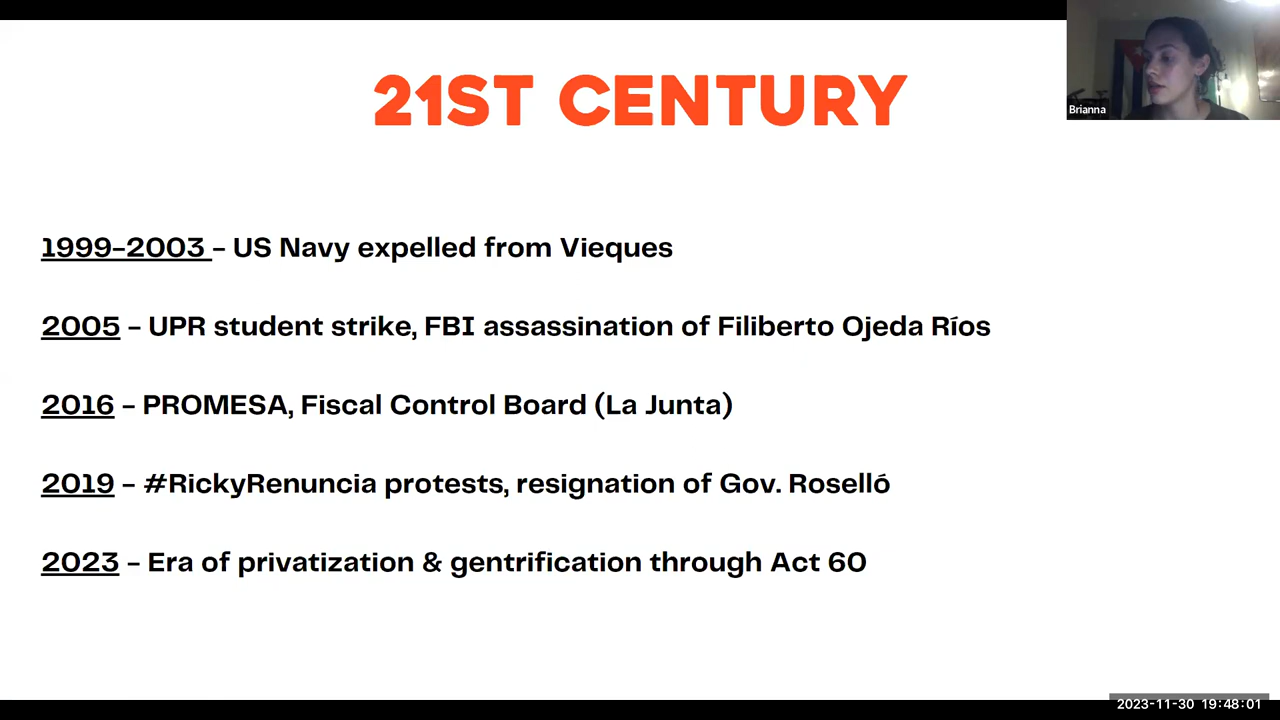 21ST CENTURY
Brianna
1999-2003 - US Navy expelled from Vieques
2005 - UPR student strike, FBI assassination of Filiberto Ojeda Ríos
2016 - PROMESA, Fiscal Control Board (La Junta)
2019 - #RickyRenuncia protests, resignation of Gov. Roselló
2023 - Era of privatization & gentrification through Act 60
2023-11-30 19:48:01